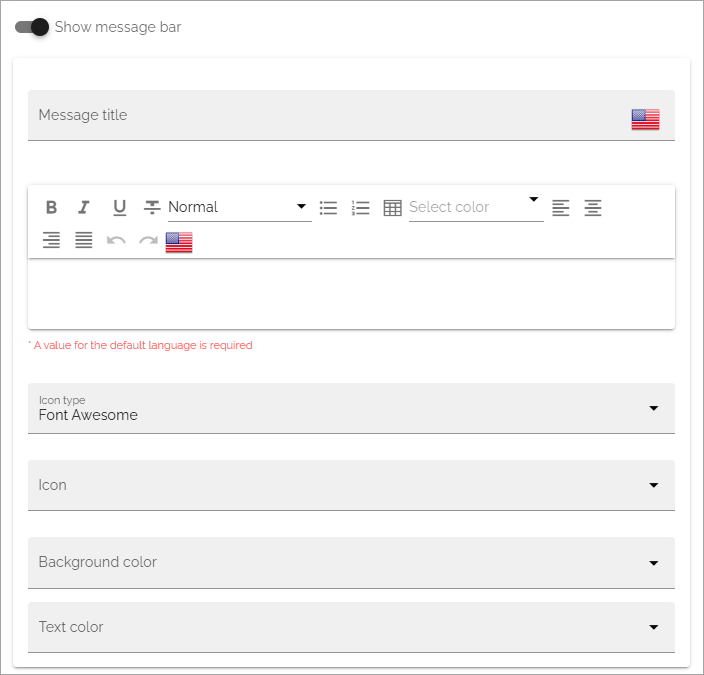 Show message bar
Message title
B I U T Normal Select color
* A value for the default language is required
Icon type
Font Awesome
Icon
Background color
Text color